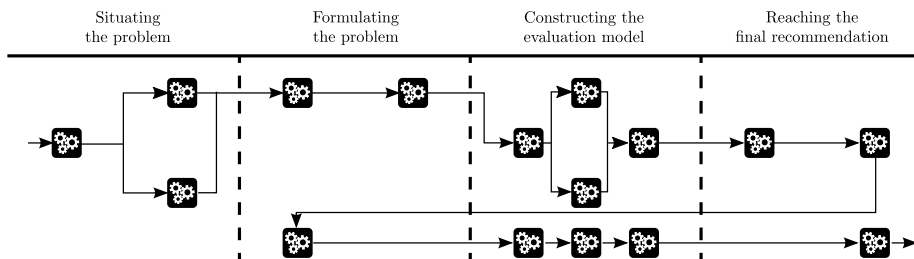 Situating
the problem
Formulating
the problem
Constructing the
evaluation model
Reaching the
final recommendation